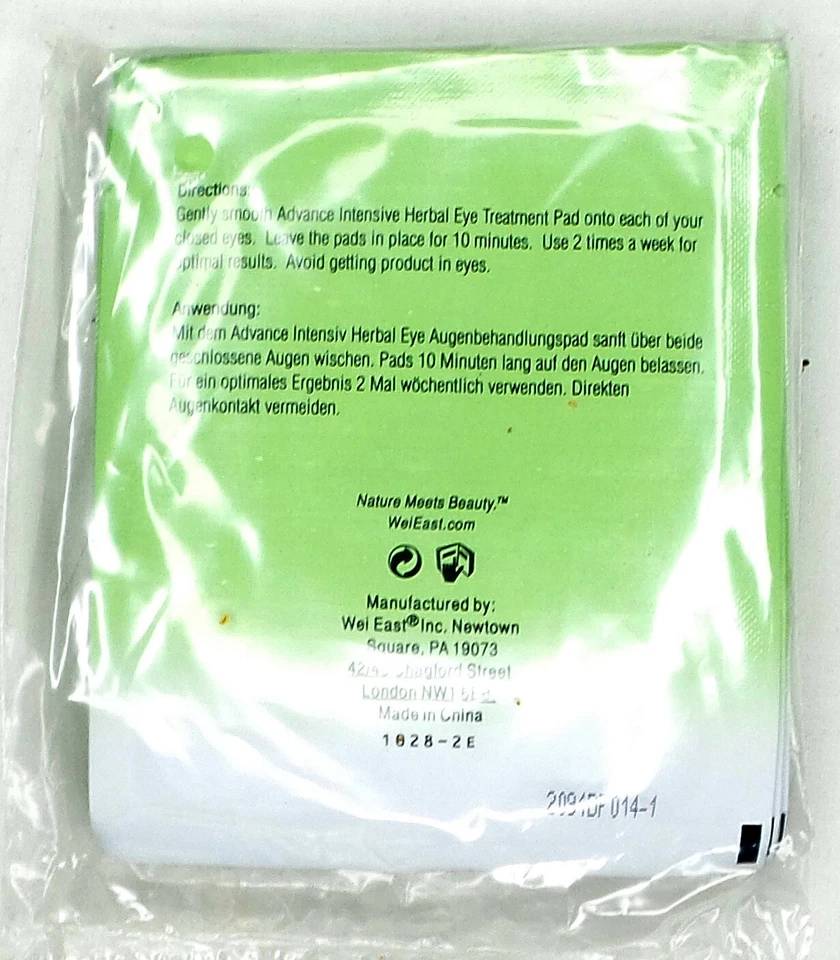 Directions:
Gently smooth Advance Intensive Herbal Eye Treatment Pad onto each of your
closed eyes. Leave the pads in place for 10 minutes. Use 2 times a week for
optimal results. Avoid getting product in eyes.
Anwendung:
Mit dem Advance Intensiv Herbal Eye Augenbehandlungspad sanft über beide
geschlossene Augen wischen. Pads 10 Minuten lang auf den Augen belassen.
Für ein optimales Ergebnis 2 Mal wöchentlich verwenden. Direkten
Augenkontakt vermeiden.
Nature Meets Beauty.™
WeiEast.com
Manufactured by:
Wei East® Inc. Newtown
Square, PA 19073
Street
London NW1
Made in China
1028-2E
014-1